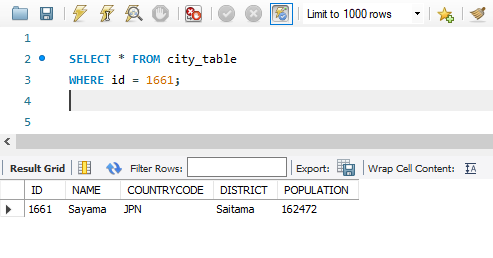 Limit to 1000 rows
1
2 SELECT * FROM city_table
3 WHERE id = 1661;
4
5
Result Grid Filter Rows: Export: Wrap Cell Content: IA
ID NAME COUNTRYCODE DISTRICT POPULATION
1661 Sayama JPN Saitama 162472